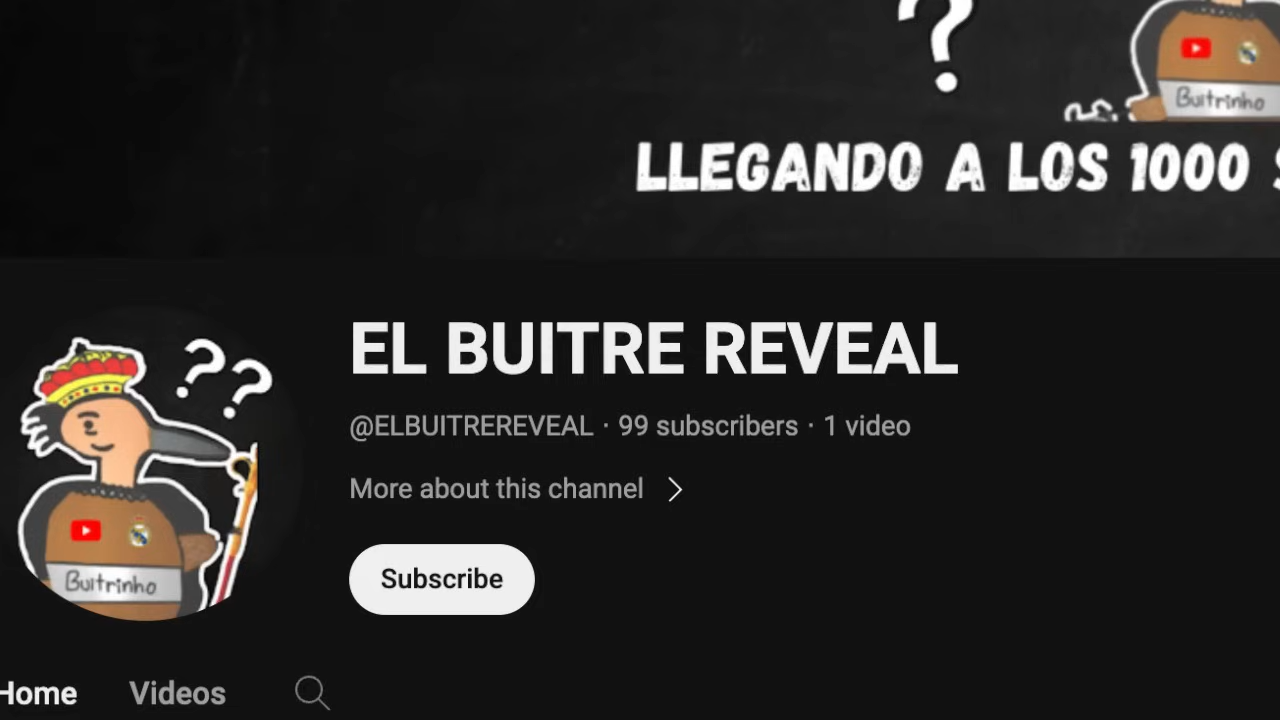 ? 
Buitrinho
LLEGANDO A LOS 1000
EL BUITRE REVEAL
??
@ELBUITREREVEAL · 99 subscribers · 1 video
More about this channel
Subscribe
Buitrinho
Home Videos